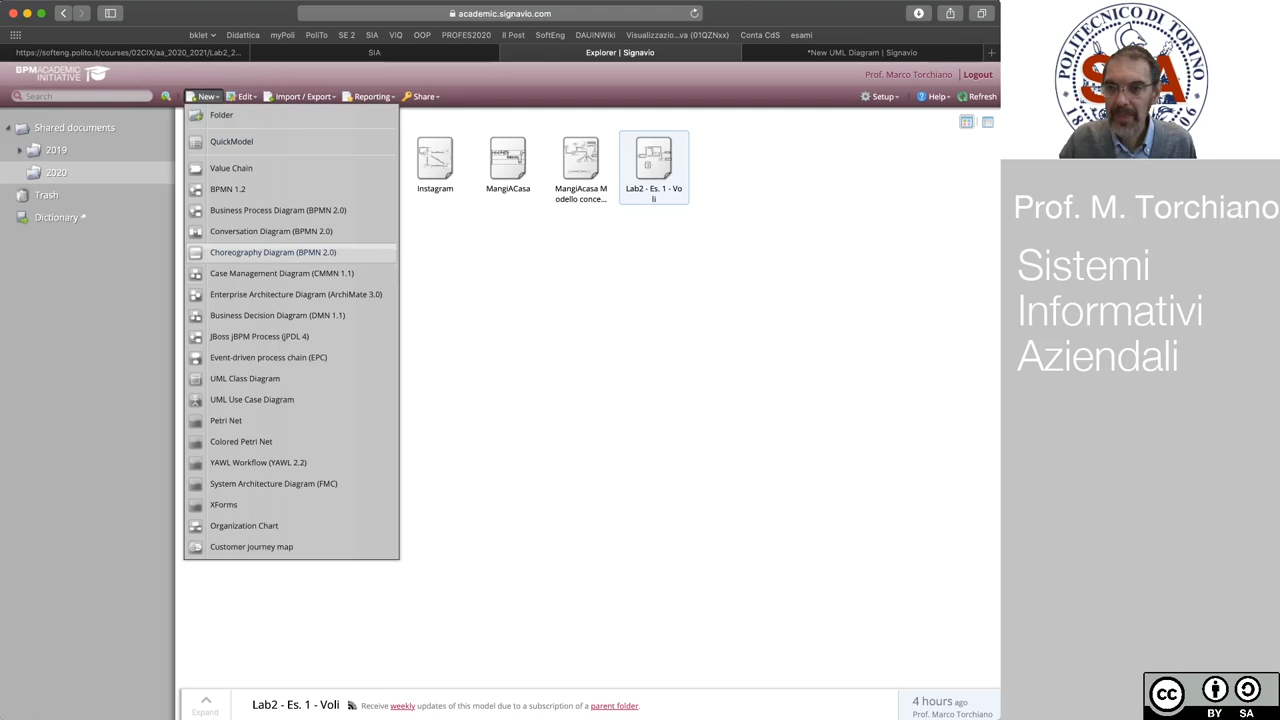 academic.signavio.com
bklet
Didattica
myPoli
PoliTo
SE 2
SIA
VIQ
OOP
PROFES2020
Il Post
SoftEng
DAUINWiki
Visualizzazio...va (01QZNxx)
Conta CdS
esami
https://softeng.polito.it/courses/02CIX/aa_2020_2021/Lab2_2...
SIA
Explorer | Signavio
*New UML Diagram | Signavio
BPMACADEMIC
INITIATIVE
Prof. Marco Torchiano
Logout
Search
New
Edit
Import / Export
Reporting
Share
Setup
Help
Refresh
Shared documents
2019
2020
Trash
Dictionary
Folder
QuickModel
Value Chain
BPMN 1.2
Business Process Diagram (BPMN 2.0)
Conversation Diagram (BPMN 2.0)
Choreography Diagram (BPMN 2.0)
Case Management Diagram (CMMN 1.1)
Enterprise Architecture Diagram (ArchiMate 3.0)
Business Decision Diagram (DMN 1.1)
JBoss jBPM Process (jPDL 4)
Event-driven process chain (EPC)
UML Class Diagram
UML Use Case Diagram
Petri Net
Colored Petri Net
YAWL Workflow (YAWL 2.2)
System Architecture Diagram (FMC)
XForms
Organization Chart
Customer journey map
Instagram
MangiACasa
MangiAcasa M
odello conce...
Lab2 - Es. 1 - Vo
li
Expand
Lab2 - Es. 1 - Voli
Receive weekly updates of this model due to a subscription of a parent folder.
4 hours ago
Prof. Marco Torchiano
POLITECNICO DI TORINO
Prof. M. Torchiano
Sistemi
Informativi
Aziendali
cc
BY SA